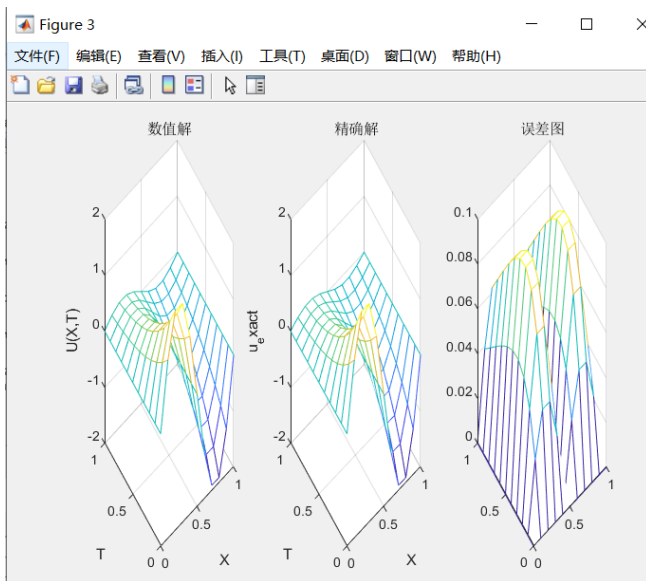 Figure 3
文件(F) 编辑(E) 查看(V) 插入(I) 工具(T) 桌面(D) 窗口(W) 帮助(H)
数值解 精确解 误差图
2 2 0.1
1 1 0.08
0.06
0 0
0.04
-1 -1
0.02
-2 -2 0
U(X,T) u_exact
1 1 1 1 1 1
0.5 0.5 0.5 0.5 0.5 0.5
0 0 0 0 0 0
T X T X